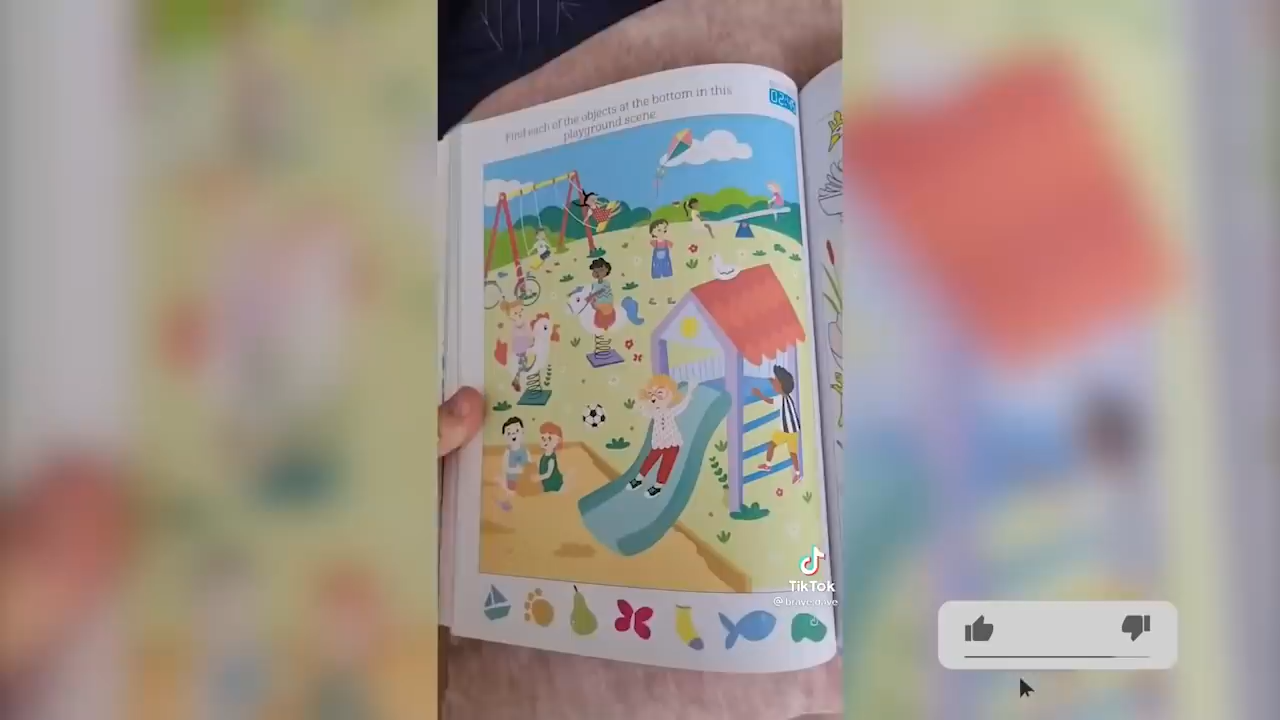 Find each of the objects at the bottom in this
playground scene
TikTok
@brave.dave